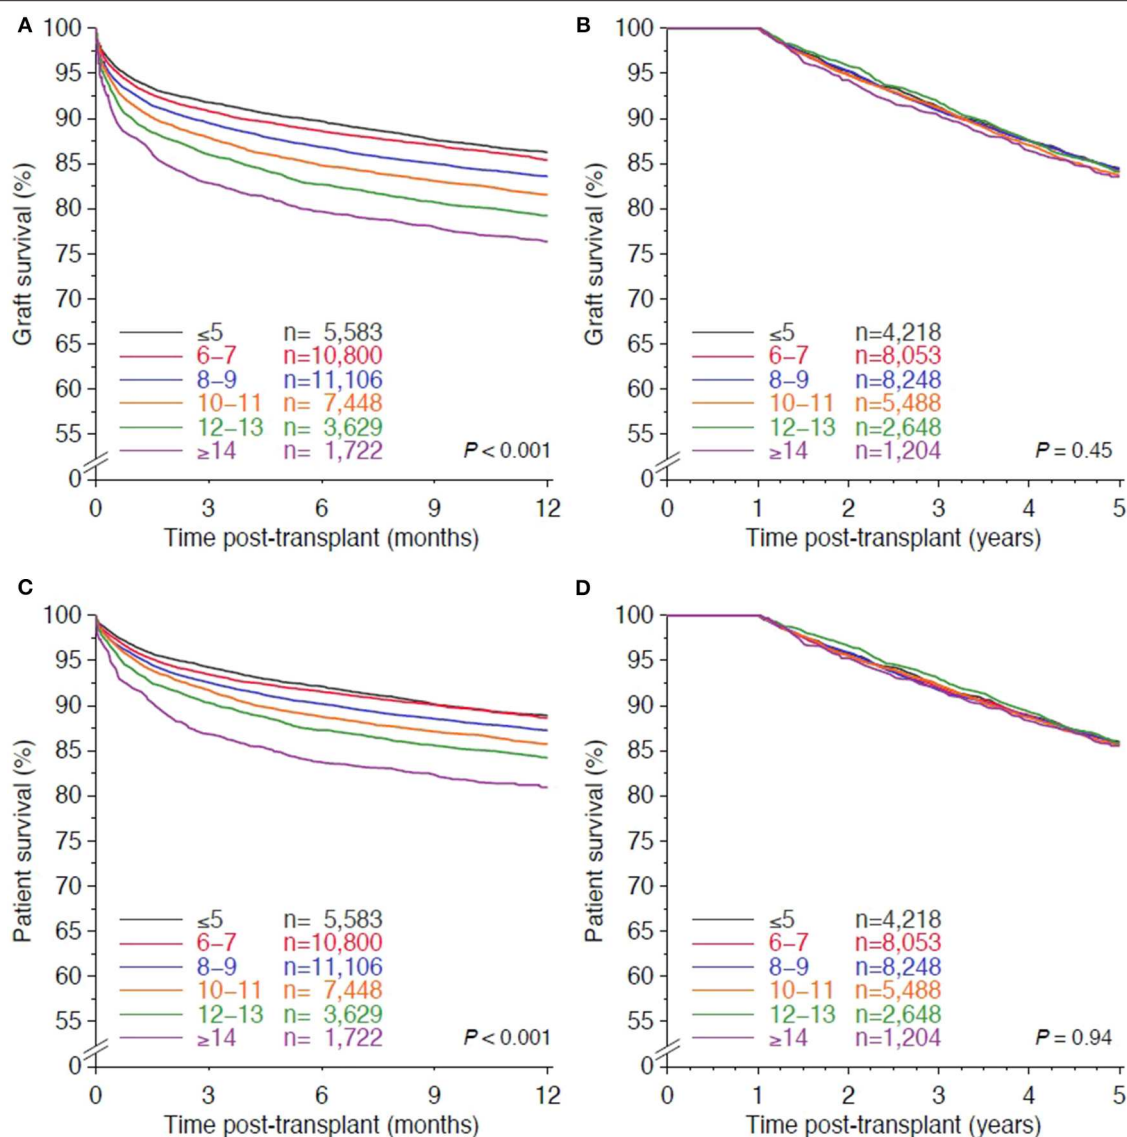 A
100
95
90
85
80
75
70
65
60
55
0
Graft survival (%)
≤5 n= 5,583
6–7 n=10,800
8–9 n=11,106
10–11 n= 7,448
12–13 n= 3,629
≥14 n= 1,722
P < 0.001
0 3 6 9 12
Time post-transplant (months)
B
100
95
90
85
80
75
70
65
60
55
0
Graft survival (%)
≤5 n=4,218
6–7 n=8,053
8–9 n=8,248
10–11 n=5,488
12–13 n=2,648
≥14 n=1,204
P = 0.45
0 1 2 3 4 5
Time post-transplant (years)
C
100
95
90
85
80
75
70
65
60
55
0
Patient survival (%)
≤5 n= 5,583
6–7 n=10,800
8–9 n=11,106
10–11 n= 7,448
12–13 n= 3,629
≥14 n= 1,722
P < 0.001
0 3 6 9 12
Time post-transplant (months)
D
100
95
90
85
80
75
70
65
60
55
0
Patient survival (%)
≤5 n=4,218
6–7 n=8,053
8–9 n=8,248
10–11 n=5,488
12–13 n=2,648
≥14 n=1,204
P = 0.94
0 1 2 3 4 5
Time post-transplant (years)